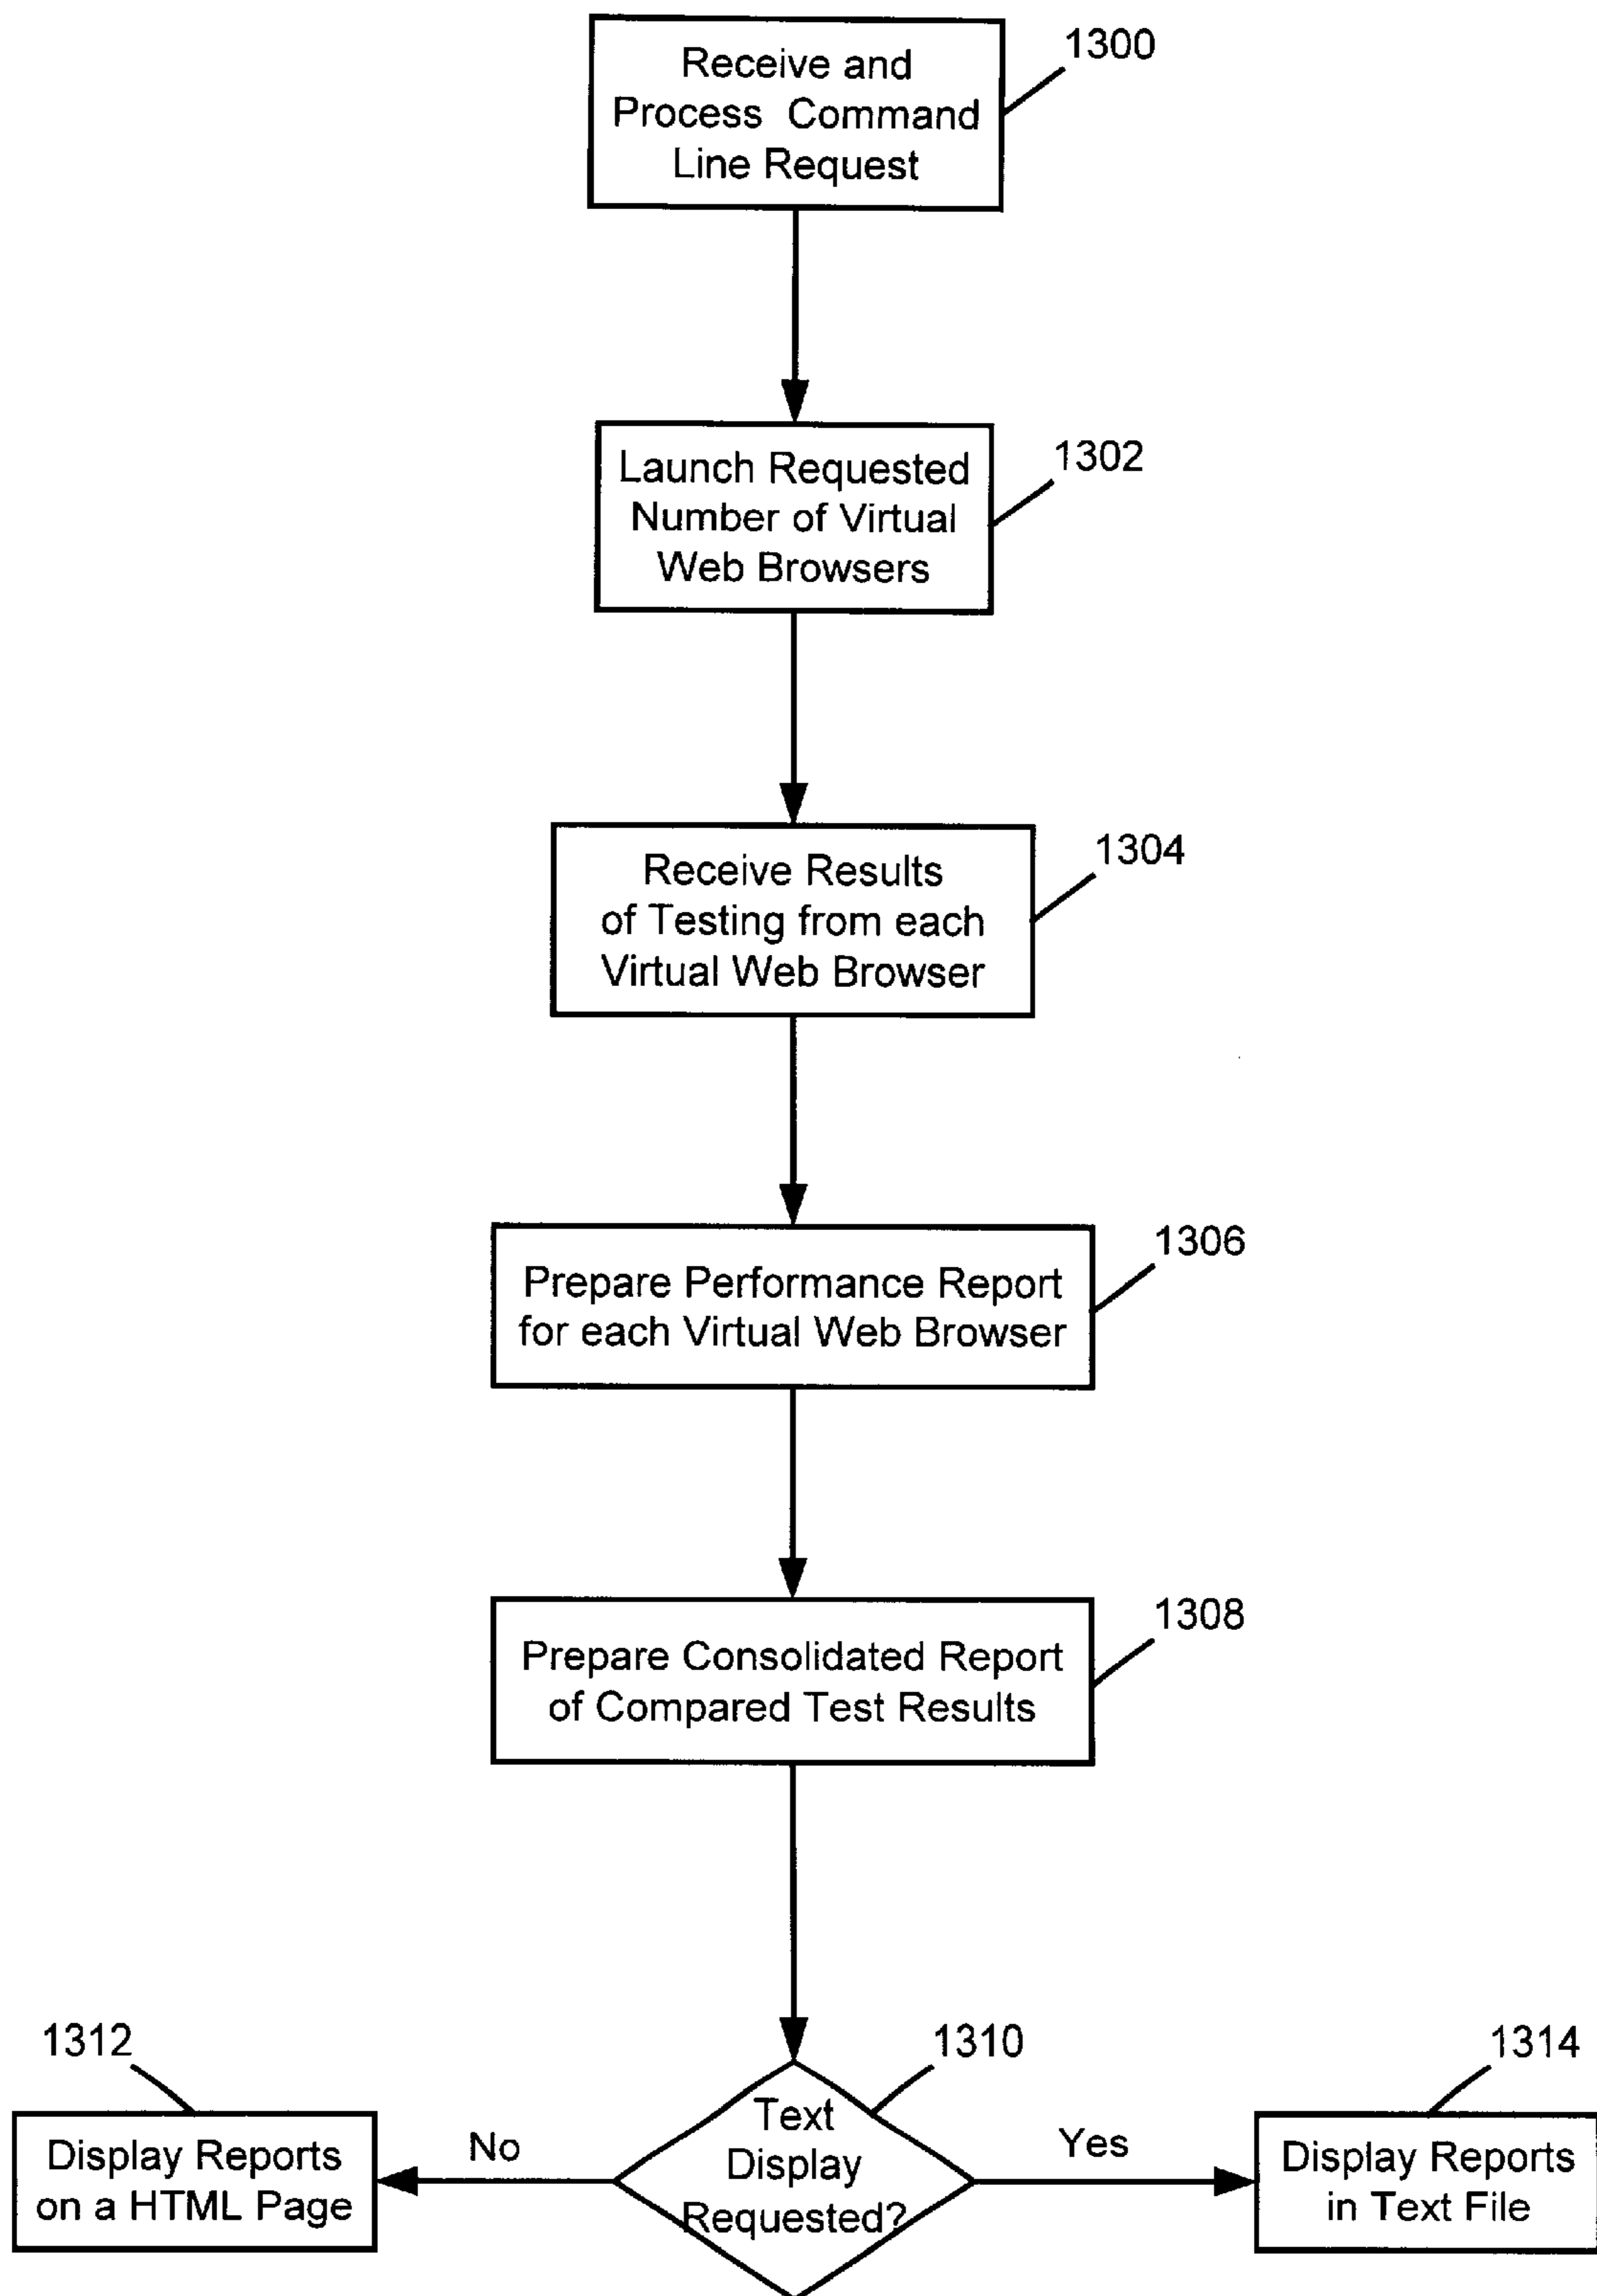 Receive and
Process Command
Line Request
1300
Launch Requested
Number of Virtual
Web Browsers
1302
Receive Results
of Testing from each
Virtual Web Browser
1304
Prepare Performance Report
for each Virtual Web Browser
1306
Prepare Consolidated Report
of Compared Test Results
1308
1312
1310
1314
Display Reports
on a HTML Page
No
Text
Display
Requested?
Yes
Display Reports
in Text File